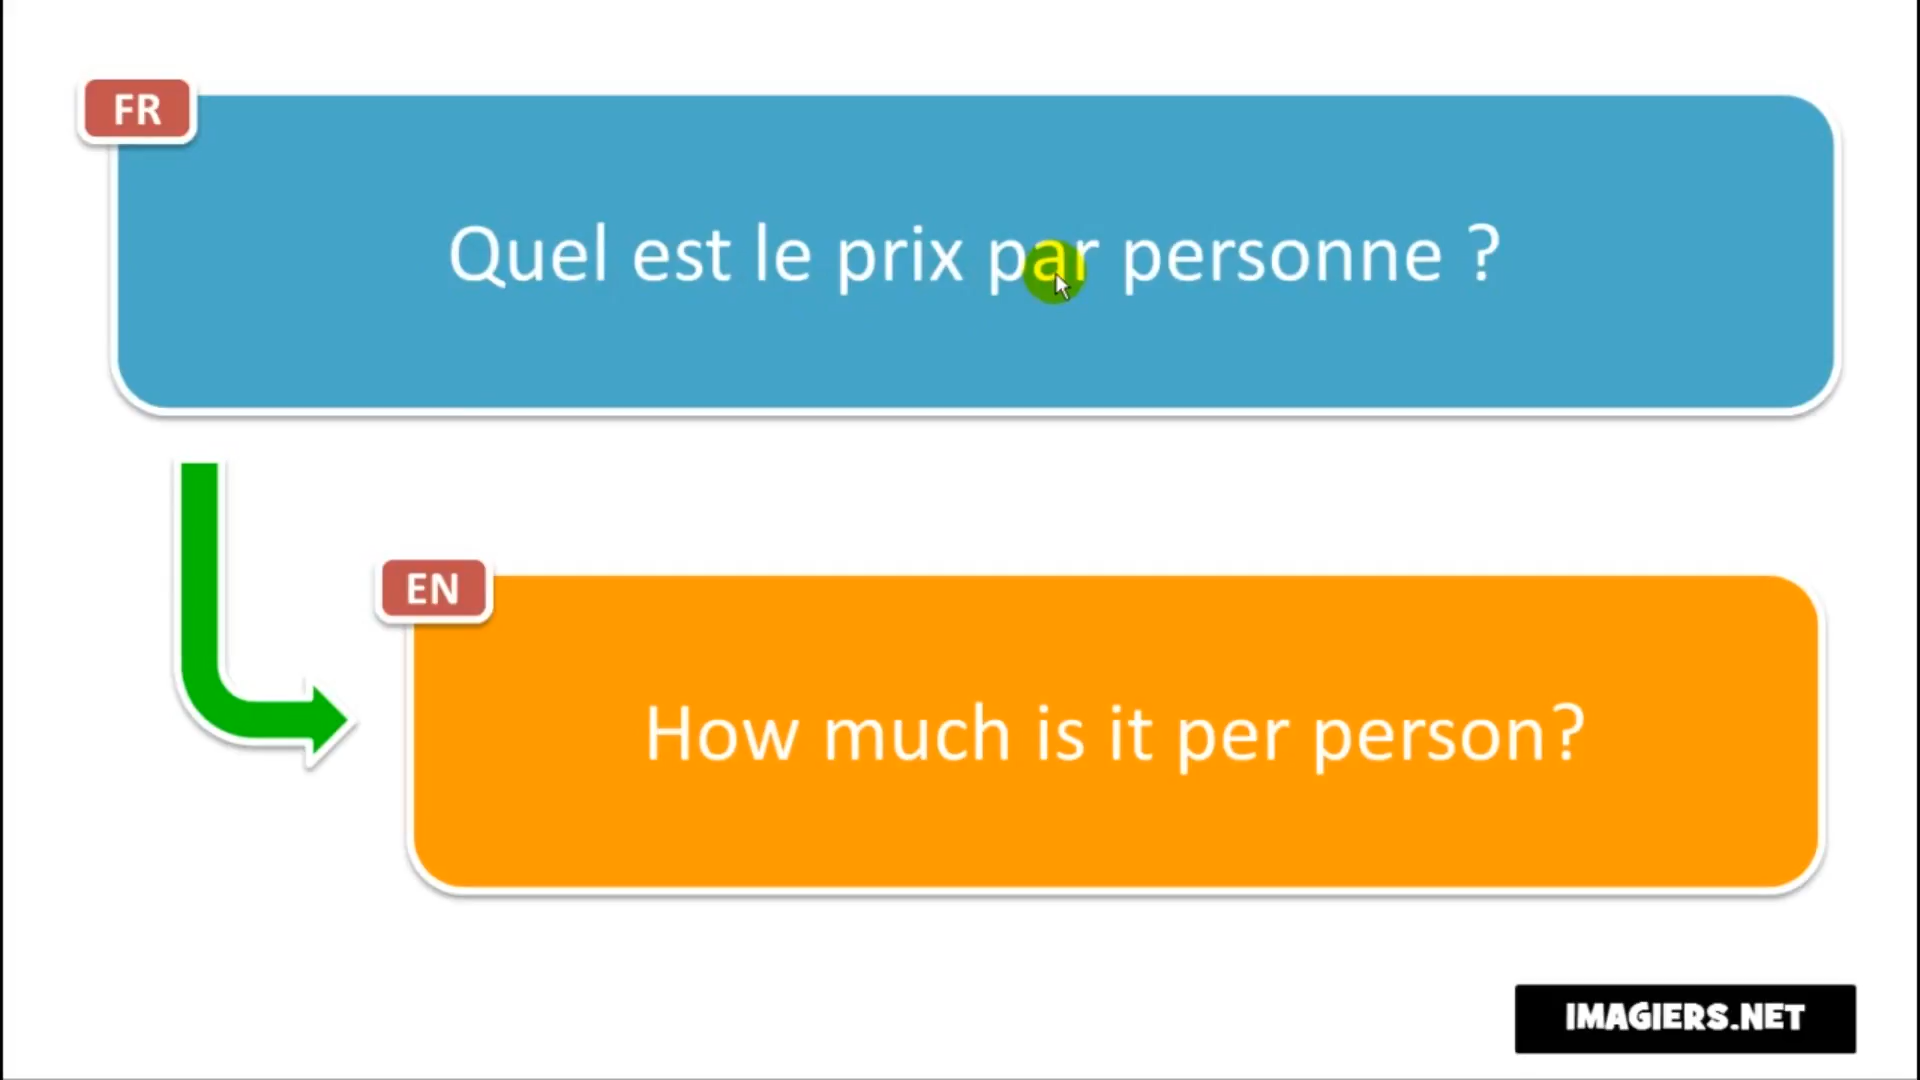 FR
Quel est le prix par personne ?
EN
How much is it per person?
IMAGIERS.NET